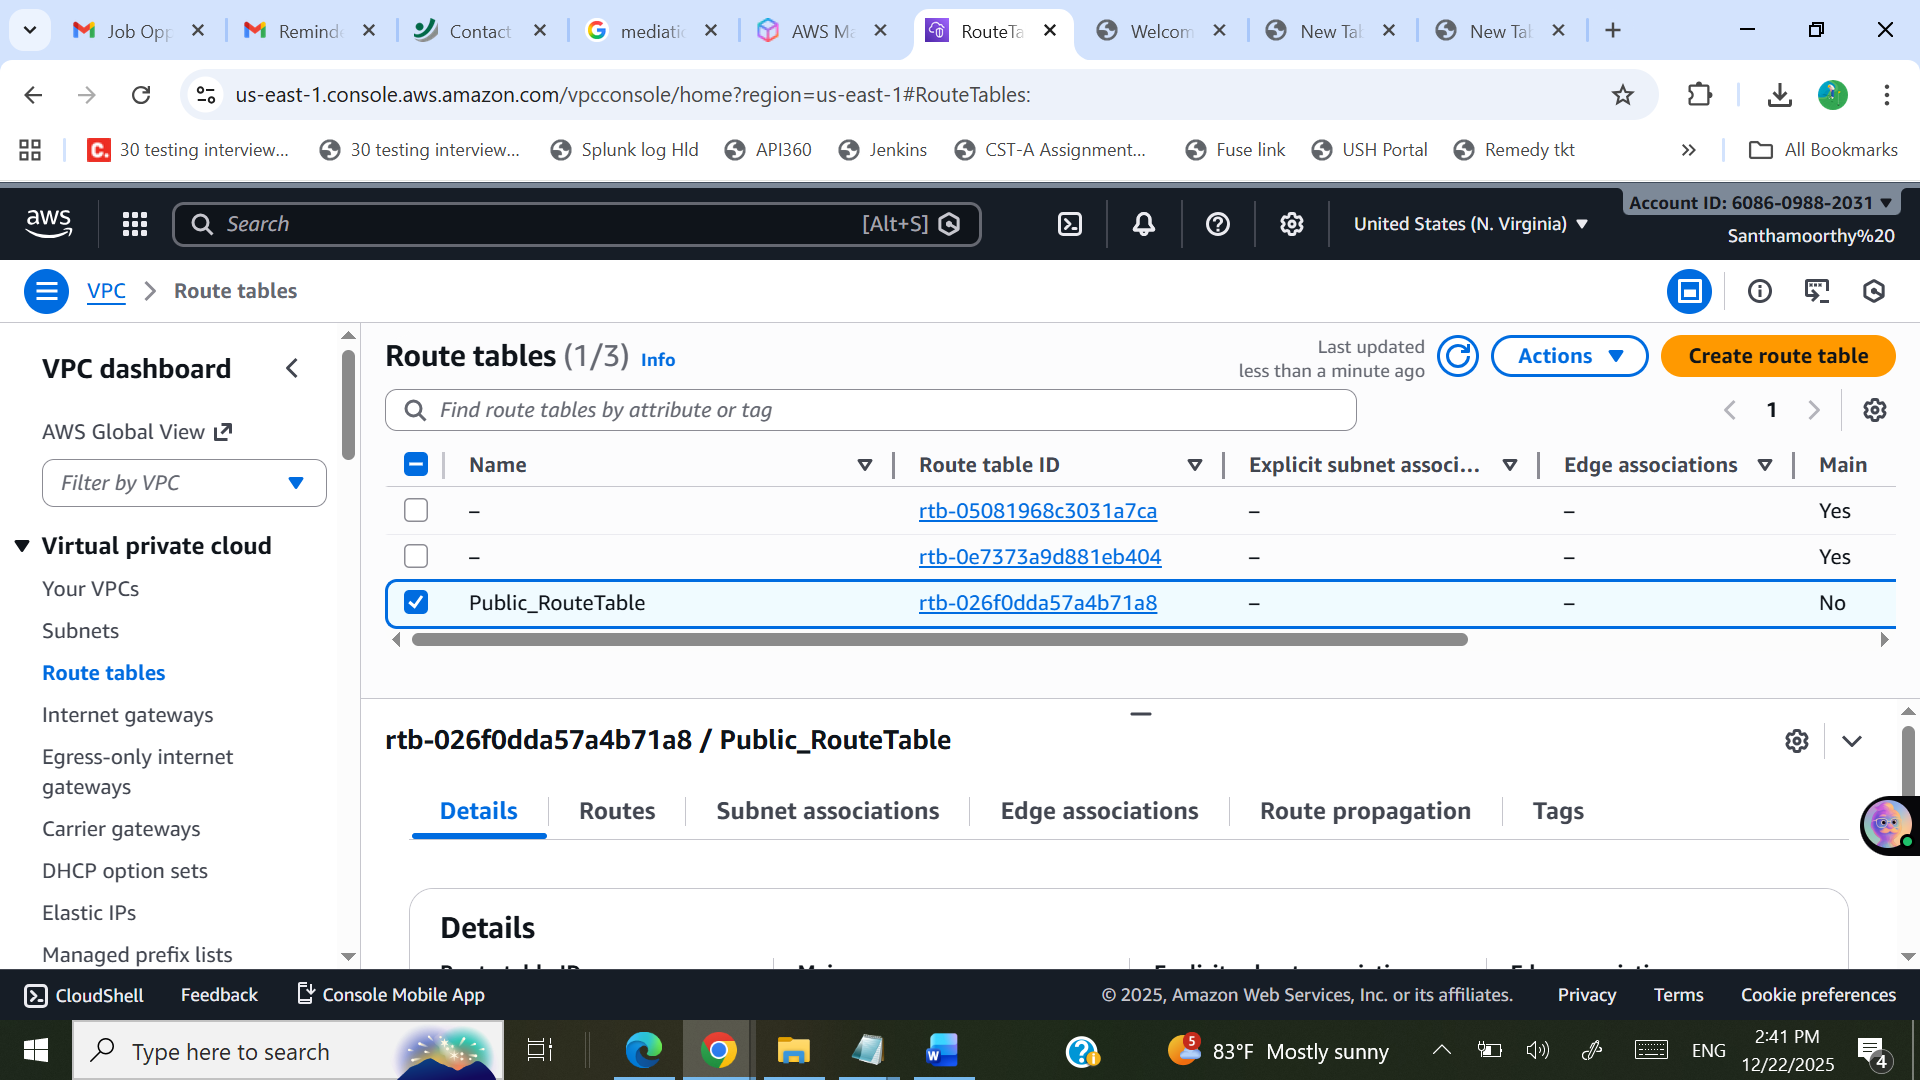 Job Opp
Reminde
Contact
mediatic
AWS Ma
RouteTa
Welcom
New Tab
New Tab
us-east-1.console.aws.amazon.com/vpcconsole/home?region=us-east-1#RouteTables:
30 testing interview...
30 testing interview...
Splunk log Hld
API360
Jenkins
CST-A Assignment...
Fuse link
USH Portal
Remedy tkt
All Bookmarks
aws
Search
[Alt+S]
United States (N. Virginia)
Account ID: 6086-0988-2031
Santhamoorthy%20
VPC
Route tables
VPC dashboard
AWS Global View
Filter by VPC
Virtual private cloud
Your VPCs
Subnets
Route tables
Internet gateways
Egress-only internet
gateways
Carrier gateways
DHCP option sets
Elastic IPs
Managed prefix lists
Route tables (1/3) Info
Last updated
less than a minute ago
Actions
Create route table
Find route tables by attribute or tag
1
Name Route table ID Explicit subnet associ... Edge associations Main
– rtb-05081968c3031a7ca – – Yes
– rtb-0e7373a9d881eb404 – – Yes
Public_RouteTable rtb-026f0dda57a4b71a8 – – No
rtb-026f0dda57a4b71a8 / Public_RouteTable
Details Routes Subnet associations Edge associations Route propagation Tags
Details
CloudShell Feedback Console Mobile App © 2025, Amazon Web Services, Inc. or its affiliates. Privacy Terms Cookie preferences
Type here to search
5
83°F Mostly sunny
ENG
2:41 PM
12/22/2025
4